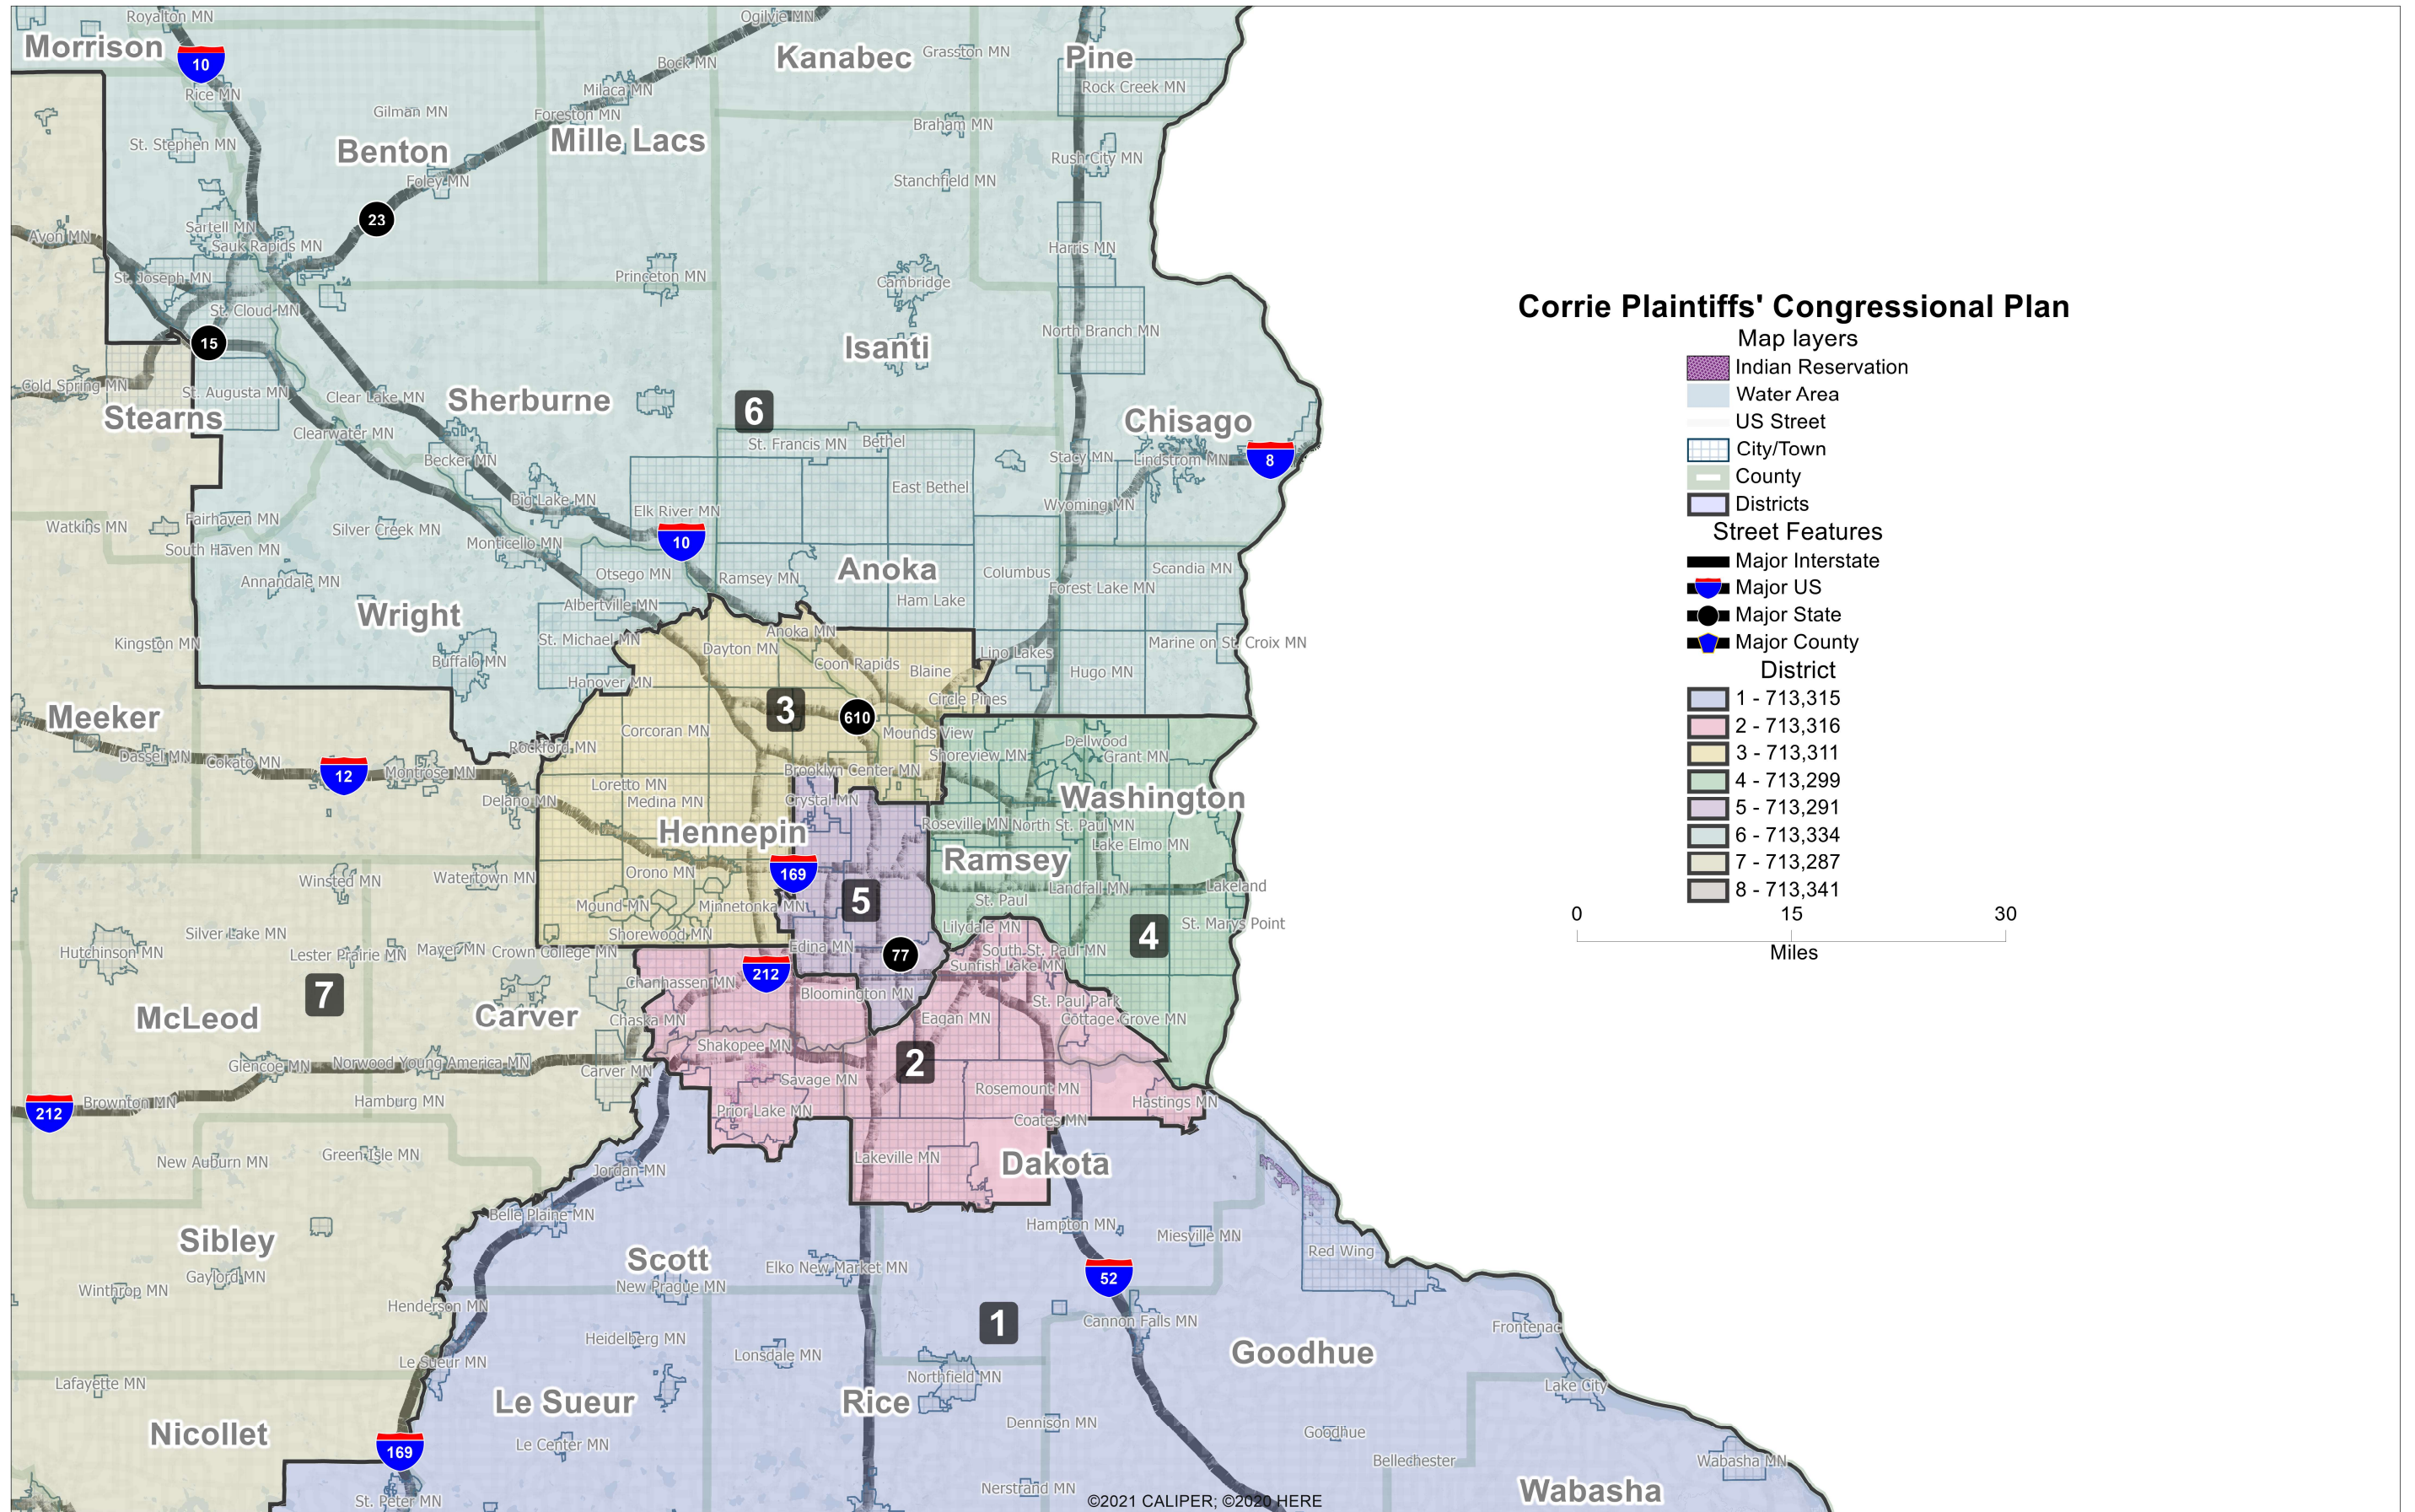 Royalton MN
Ogilvie MN
Morrison
Kanabec
Grasston MN
Pine
10
Bock MN
Rice MN
Milaca MN
Rock Creek MN
Gilman MN
Foreston MN
Braham MN
St. Stephen MN
Benton
Mille Lacs
Rush City MN
Foley MN
Stanchfield MN
23
Sartell MN
Avon MN
Sauk Rapids MN
Harris MN
St. Joseph MN
Princeton MN
Cambridge
St. Cloud MN
15
North Branch MN
Isanti
Cold Spring MN
St. Augusta MN
Clear Lake MN
Sherburne
6
Stearns
Chisago
Clearwater MN
St. Francis MN
Bethel
Becker MN
Stacy MN
Lindstrom MN
8
East Bethel
Big Lake MN
Wyoming MN
Elk River MN
Watkins MN
Fairhaven MN
Silver Creek MN
10
South Haven MN
Monticello MN
Annandale MN
Otsego MN
Ramsey MN
Anoka
Columbus
Scandia MN
Forest Lake MN
Albertville MN
Ham Lake
Wright
Kingston MN
St. Michael MN
Anoka MN
Dayton MN
Lino Lakes
Marine on St. Croix MN
Buffalo MN
Coon Rapids
Blaine
Hugo MN
Hanover MN
Circle Pines
Meeker
3
610
Corcoran MN
Mounds View
Dellwood
Rockford MN
Shoreview MN
Grant MN
Dassel MN
Cokato MN
12
Montrose MN
Brooklyn Center MN
Loretto MN
Delano MN
Medina MN
Crystal MN
Washington
Hennepin
Roseville MN
North St. Paul MN
Lake Elmo MN
Ramsey
Winsted MN
Watertown MN
Orono MN
169
Landfall MN
Lakeland
Mound MN
Minnetonka MN
5
St. Paul
St. Marys Point
Silver Lake MN
Shorewood MN
Lilydale MN
4
Hutchinson MN
Lester Prairie MN
Mayer MN
Crown College MN
Edina MN
77
South St. Paul MN
Sunfish Lake MN
212
7
Chanhassen MN
Bloomington MN
St. Paul Park
McLeod
Carver
Chaska MN
Eagan MN
Cottage Grove MN
Shakopee MN
2
Glencoe MN
Norwood Young America MN
Carver MN
Savage MN
Rosemount MN
212
Brownton MN
Hamburg MN
Prior Lake MN
Hastings MN
Coates MN
New Auburn MN
Green Isle MN
Jordan MN
Lakeville MN
Dakota
Belle Plaine MN
Hampton MN
Miesville MN
Sibley
Scott
Red Wing
Gaylord MN
Elko New Market MN
52
Winthrop MN
New Prague MN
Henderson MN
1
Cannon Falls MN
Frontenac
Heidelberg MN
Lonsdale MN
Goodhue
Le Sueur MN
Lafayette MN
Northfield MN
Lake City
Le Sueur
Rice
Nicollet
Dennison MN
169
Le Center MN
Goodhue
Bellechester
Wabasha MN
Nerstrand MN
Wabasha
St. Peter MN
©2021 CALIPER; ©2020 HERE
Corrie Plaintiffs' Congressional Plan
Map layers
Indian Reservation
Water Area
US Street
City/Town
County
Districts
Street Features
Major Interstate
Major US
Major State
Major County
District
1 - 713,315
2 - 713,316
3 - 713,311
4 - 713,299
5 - 713,291
6 - 713,334
7 - 713,287
8 - 713,341
0 15 30
Miles